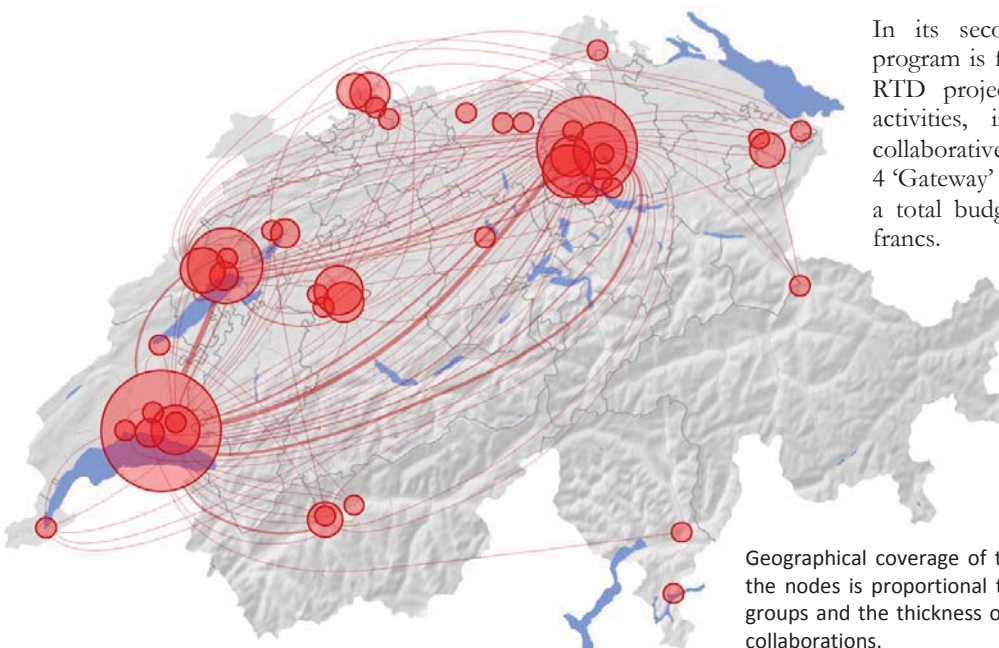 In its seco
program is f
RTD projec
activities, i
collaborative
4 ‘Gateway’
a total budg
francs.
Geographical coverage of t
the nodes is proportional t
groups and the thickness o
collaborations.